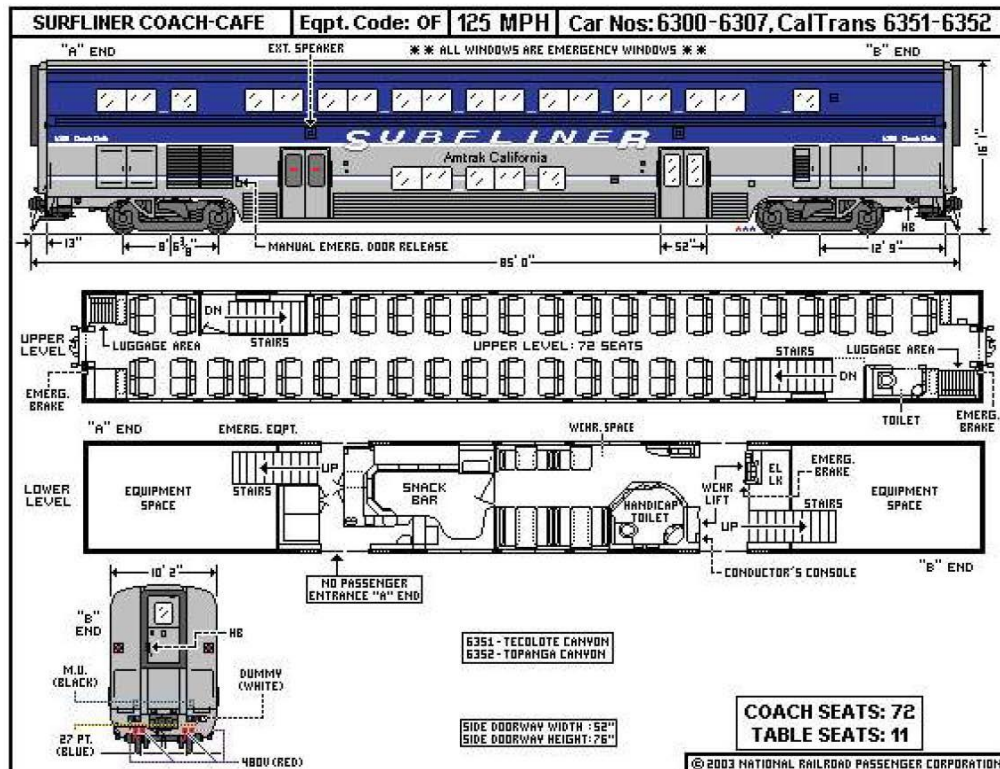 SURFLINER COACH-CAFE
Eqpt. Code: OF
125 MPH
Car Nos: 6300-6307, CalTrans 6351-6352
"A" END
EXT. SPEAKER
✳ ✳ ALL WINDOWS ARE EMERGENCY WINDOWS ✳ ✳
"B" END
SURFLINER
Amtrak California
16' 1"
13"
8' 6⅜"
MANUAL EMERG. DOOR RELEASE
52"
HB
12' 9"
85' 0"
UPPER LEVEL
DN
STAIRS
LUGGAGE AREA
UPPER LEVEL: 72 SEATS
STAIRS
LUGGAGE AREA
DN
EMERG. BRAKE
TOILET
EMERG. BRAKE
"A" END
EMERG. EQPT.
WCHR. SPACE
LOWER LEVEL
EQUIPMENT SPACE
UP
STAIRS
SNACK BAR
HANDICAP TOILET
WCHR LIFT
EL LK
EMERG. BRAKE
STAIRS
UP
EQUIPMENT SPACE
CONDUCTOR'S CONSOLE
"B" END
NO PASSENGER
ENTRANCE "A" END
10' 2"
"B" END
HB
M.U. (BLACK)
DUMMY (WHITE)
27 PT. (BLUE)
480V (RED)
6351 - TECOLOTE CANYON
6352 - TOPANGA CANYON
SIDE DOORWAY WIDTH : 52"
SIDE DOORWAY HEIGHT: 76"
COACH SEATS: 72
TABLE SEATS: 11
© 2003 NATIONAL RAILROAD PASSENGER CORPORATION